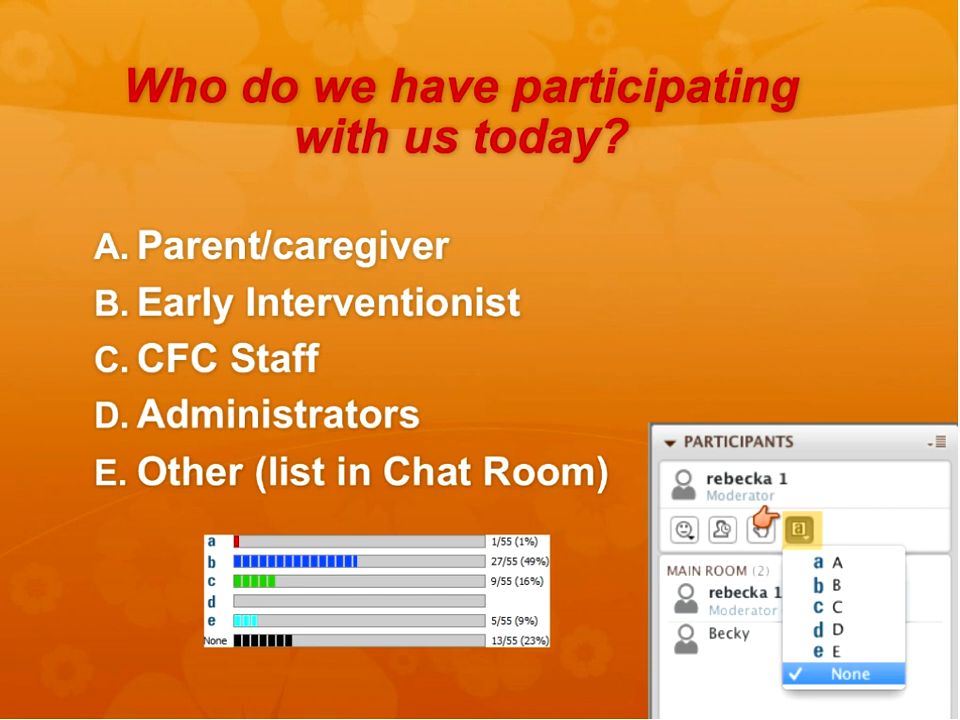 Who do we have participating
with us today?
A. Parent/caregiver
B. Early Interventionist
C. CFC Staff
D. Administrators
E. Other (list in Chat Room)
a 1/55 (1%)
b 27/55 (49%)
c 9/55 (16%)
d
e 5/55 (9%)
None 13/55 (23%)
PARTICIPANTS
rebecka 1
Moderator
a
MAIN ROOM (2)
rebecka 1
Moderator
Becky
a A
b B
c C
d D
e E
None